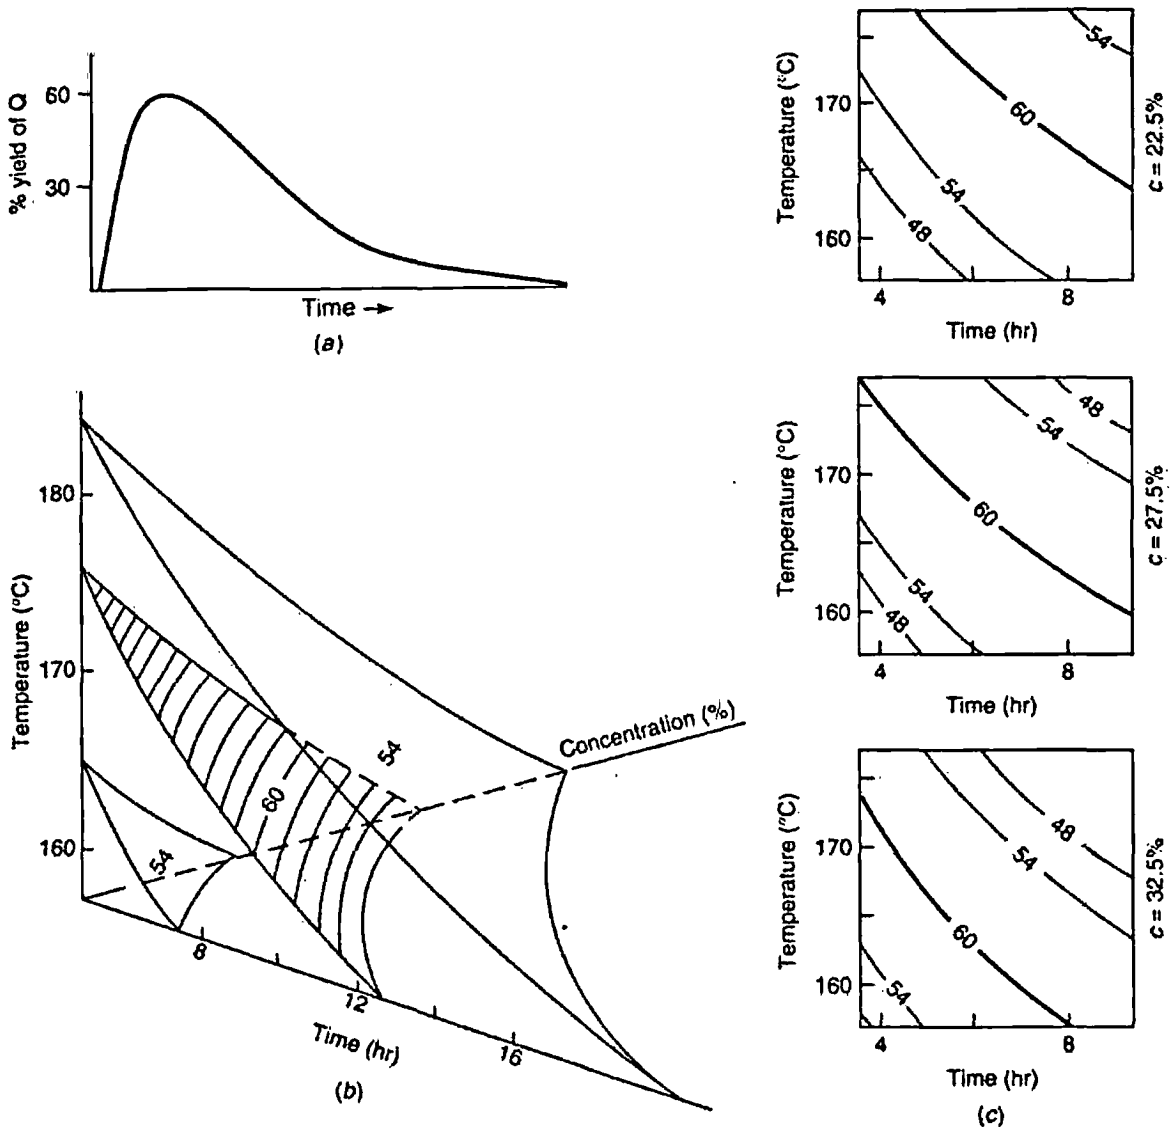 % yield of Q
60
30
Time →
(a)
Temperature (°C)
180
170
160
54
60
54
Concentration (%)
8
12
16
Time (hr)
(b)
Temperature (°C)
170
160
54
60
54
48
4
8
Time (hr)
c = 22.5%
Temperature (°C)
170
160
48
54
60
54
48
4
8
Time (hr)
c = 27.5%
Temperature (°C)
170
160
48
54
60
54
4
8
Time (hr)
c = 32.5%
(c)